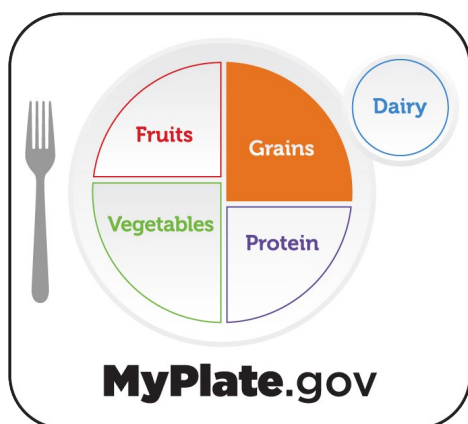 Dairy
Fruits
Grains
Vegetables
Protein
MyPlate.gov